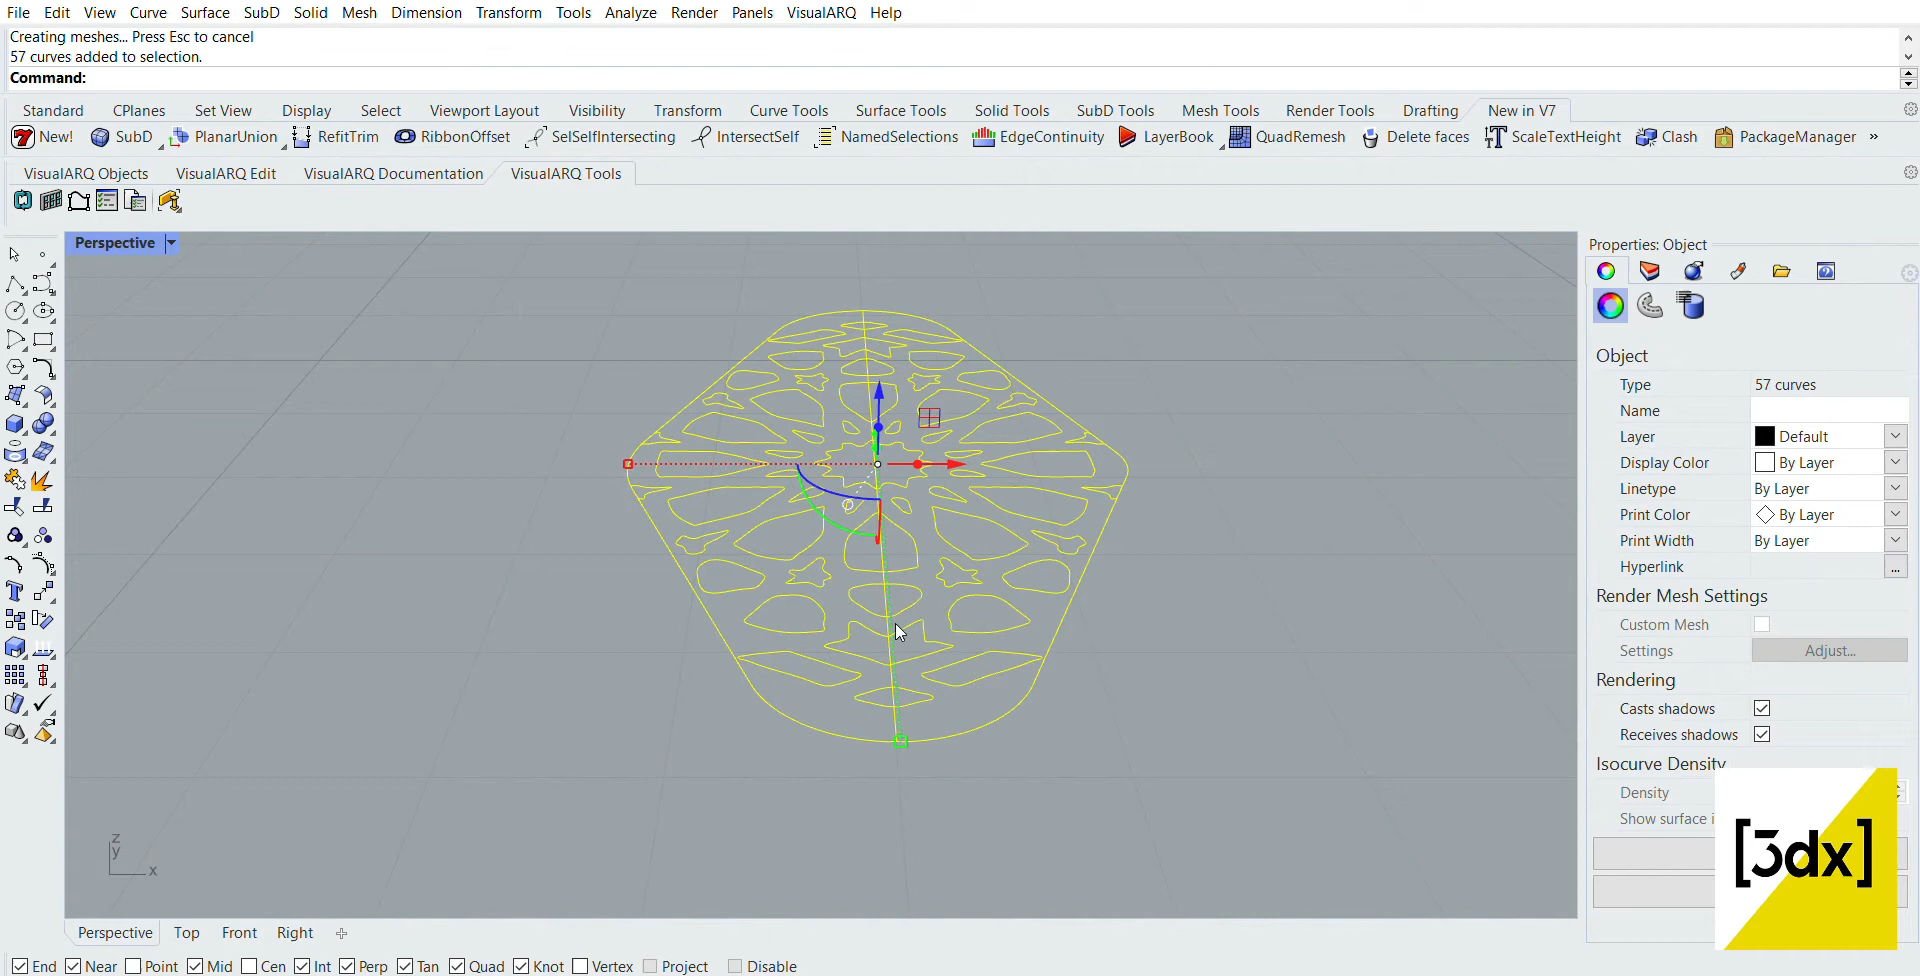 File Edit View Curve Surface SubD Solid Mesh Dimension Transform Tools Analyze Render Panels VisualARQ Help
Creating meshes... Press Esc to cancel
57 curves added to selection.
Command:
Standard CPlanes Set View Display Select Viewport Layout Visibility Transform Curve Tools Surface Tools Solid Tools SubD Tools Mesh Tools Render Tools Drafting New in V7
7 New! SubD PlanarUnion RefitTrim RibbonOffset SelSelfIntersecting IntersectSelf NamedSelections EdgeContinuity LayerBook QuadRemesh Delete faces ScaleTextHeight Clash PackageManager »
VisualARQ Objects VisualARQ Edit VisualARQ Documentation VisualARQ Tools
Perspective
Properties: Object
Object
Type 57 curves
Name
Layer Default
Display Color By Layer
Linetype By Layer
Print Color By Layer
Print Width By Layer
Hyperlink ...
Render Mesh Settings
Custom Mesh
Settings Adjust...
Rendering
Casts shadows
Receives shadows
Isocurve Density
Density
Show surface i
[3dx]
z
y
x
Perspective Top Front Right
End Near Point Mid Cen Int Perp Tan Quad Knot Vertex Project Disable